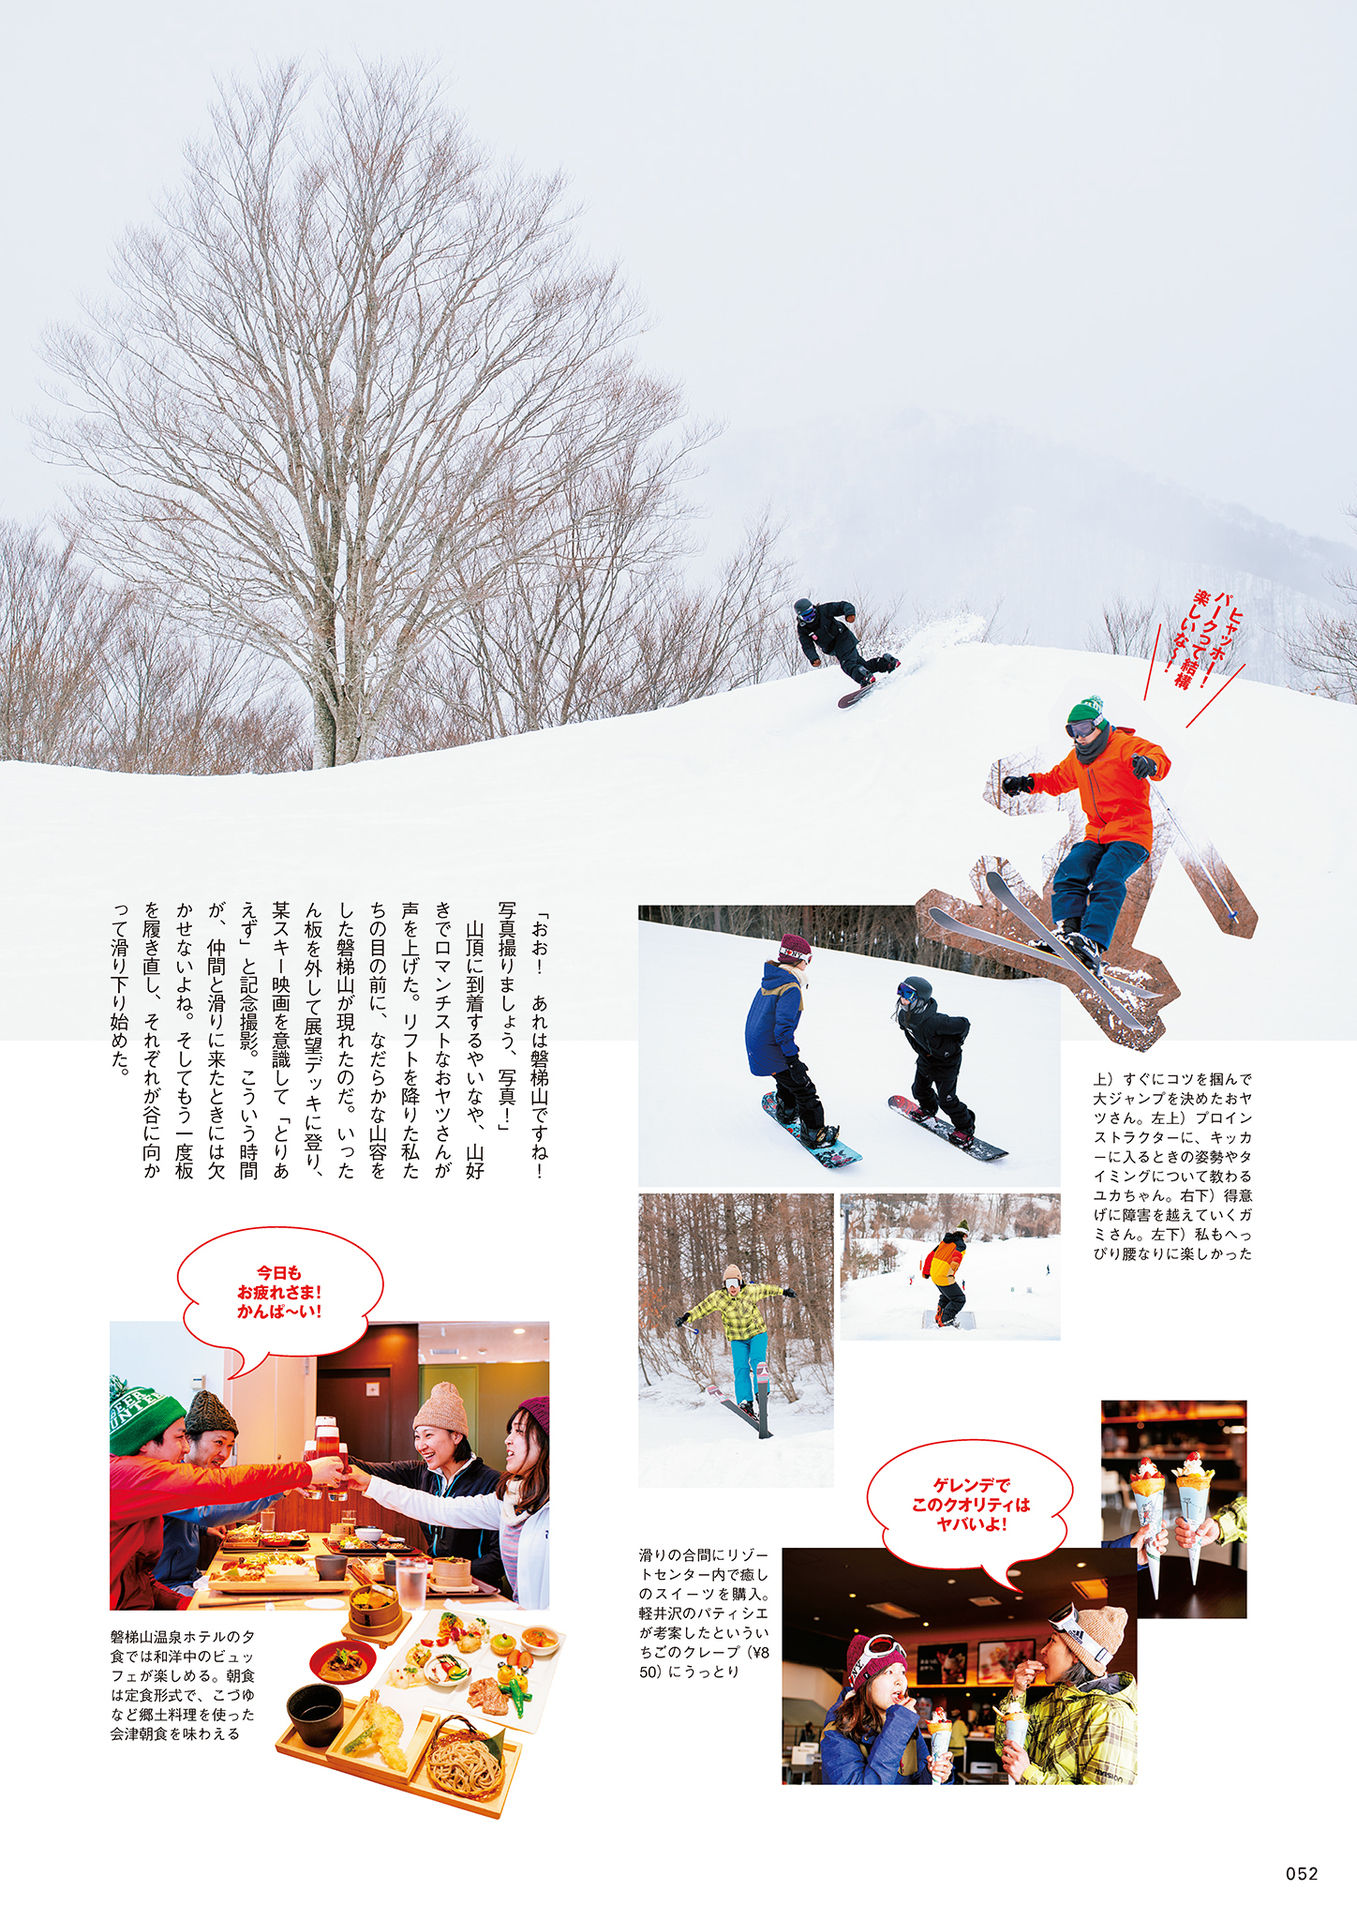 ヒャッホー！
パークって結構
楽しいな〜！
「おお！　あれは磐梯山ですね！
写真撮りましょう、写真！」
　山頂に到着するやいなや、山好
きでロマンチストなおヤツさんが
声を上げた。リフトを降りた私た
ちの目の前に、なだらかな山容を
した磐梯山が現れたのだ。いった
ん板を外して展望デッキに登り、
某スキー映画を意識して「とりあ
えず」と記念撮影。こういう時間
が、仲間と滑りに来たときには欠
かせないよね。そしてもう一度板
を履き直し、それぞれが谷に向か
って滑り下り始めた。
上）すぐにコツを掴んで
大ジャンプを決めたおヤ
ツさん。左上）プロイン
ストラクターに、キッカ
ーに入るときの姿勢やタ
イミングについて教わる
ユカちゃん。右下）得意
げに障害を越えていくガ
ミさん。左下）私もへっ
ぴり腰なりに楽しかった
今日も
お疲れさま！
かんぱ〜い！
磐梯山温泉ホテルの夕
食では和洋中のビュッ
フェが楽しめる。朝食
は定食形式で、こづゆ
など郷土料理を使った
会津朝食を味わえる
ゲレンデで
このクオリティは
ヤバいよ！
滑りの合間にリゾー
トセンター内で癒し
のスイーツを購入。
軽井沢のパティシエ
が考案したというい
ちごのクレープ（¥8
50）にうっとり
052